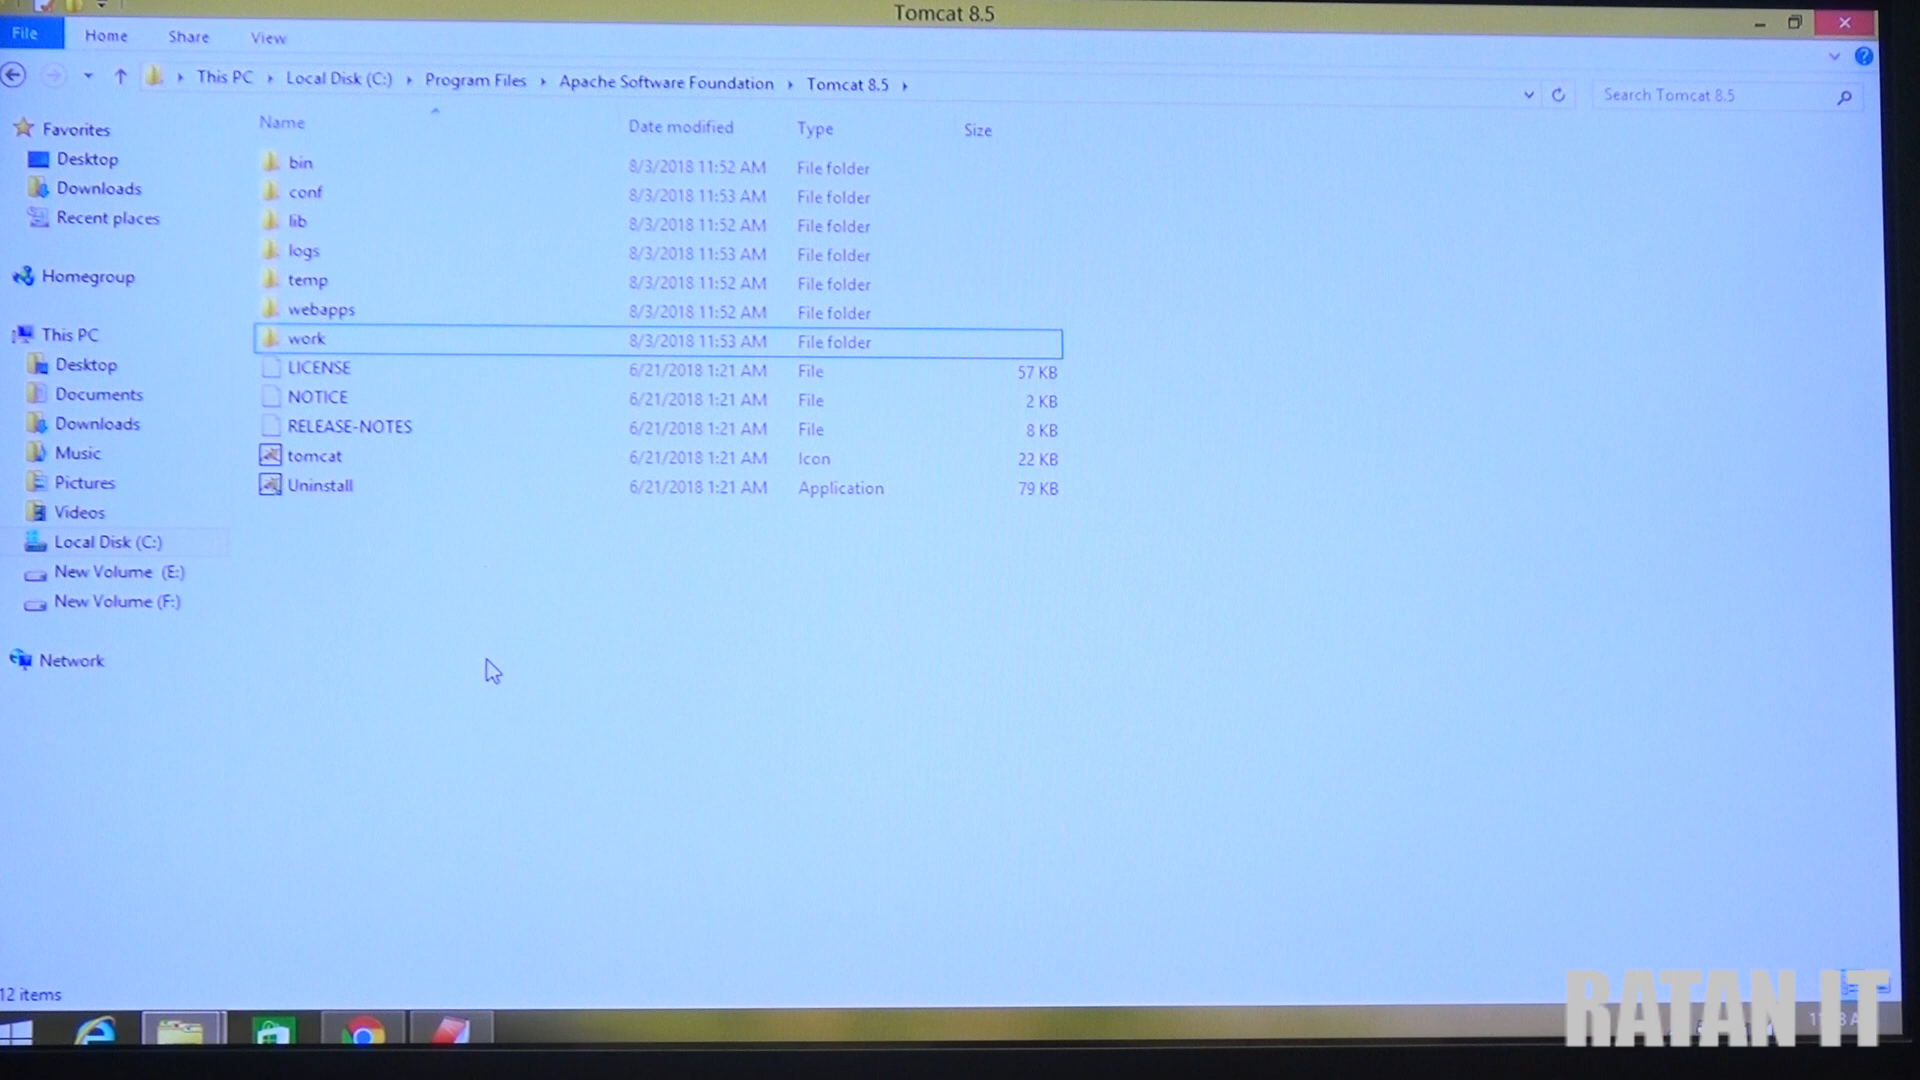 Tomcat 8.5
File Home Share View
This PC Local Disk (C:) Program Files Apache Software Foundation Tomcat 8.5
Search Tomcat 8.5
Favorites
Desktop
Downloads
Recent places
Homegroup
This PC
Desktop
Documents
Downloads
Music
Pictures
Videos
Local Disk (C:)
New Volume (E:)
New Volume (F:)
Network
Name Date modified Type Size
bin 8/3/2018 11:52 AM File folder
conf 8/3/2018 11:53 AM File folder
lib 8/3/2018 11:52 AM File folder
logs 8/3/2018 11:53 AM File folder
temp 8/3/2018 11:52 AM File folder
webapps 8/3/2018 11:52 AM File folder
work 8/3/2018 11:53 AM File folder
LICENSE 6/21/2018 1:21 AM File 57 KB
NOTICE 6/21/2018 1:21 AM File 2 KB
RELEASE-NOTES 6/21/2018 1:21 AM File 8 KB
tomcat 6/21/2018 1:21 AM Icon 22 KB
Uninstall 6/21/2018 1:21 AM Application 79 KB
12 items
RATAN IT